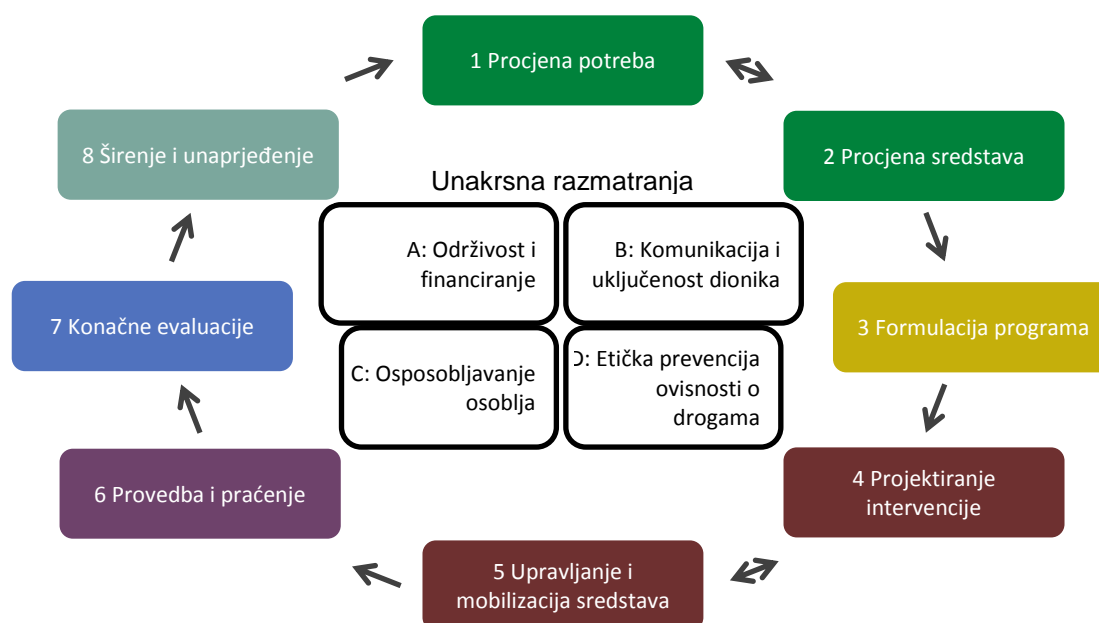 1 Procjena potreba
8 Širenje i unaprjeđenje
2 Procjena sredstava
Unakrsna razmatranja
A: Održivost i
financiranje
B: Komunikacija i
uključenost dionika
7 Konačne evaluacije
3 Formulacija programa
C: Osposobljavanje
osoblja
D: Etička prevencija
ovisnosti o
drogama
6 Provedba i praćenje
4 Projektiranje
intervencije
5 Upravljanje i
mobilizacija sredstava